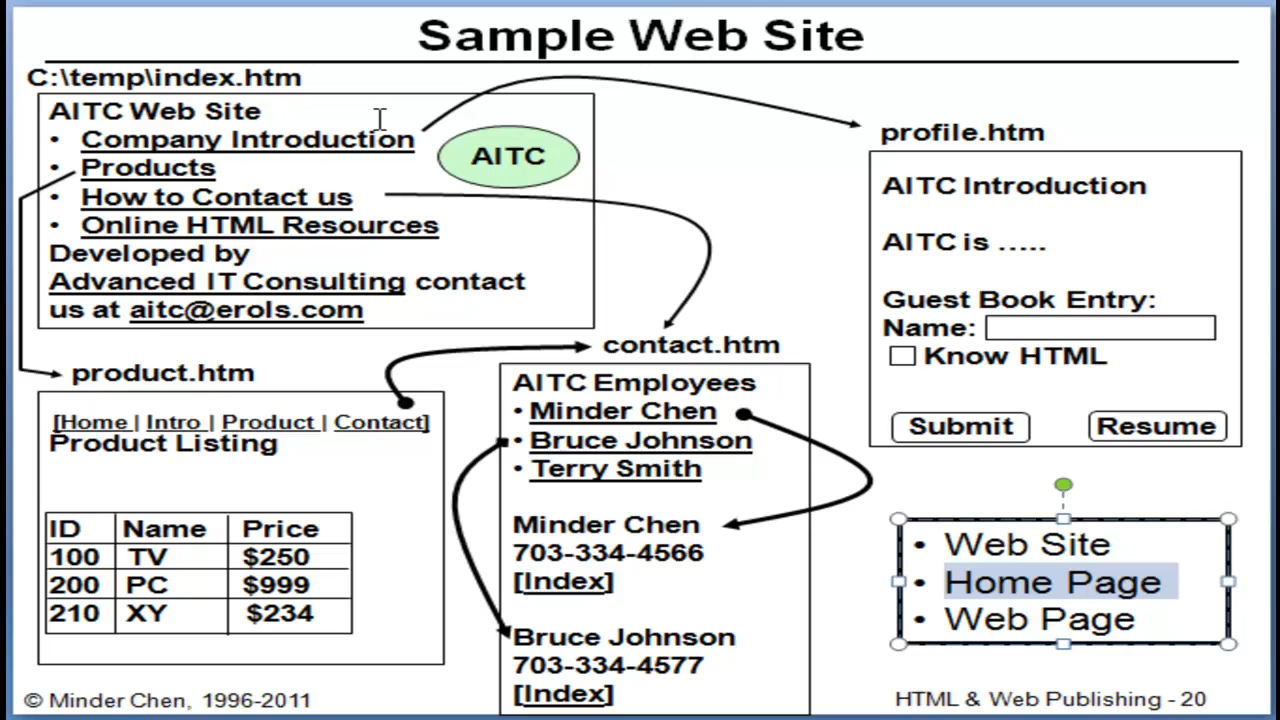 Sample Web Site
C:\temp\index.htm
AITC Web Site
• Company Introduction
• Products
• How to Contact us
• Online HTML Resources
Developed by
Advanced IT Consulting contact
us at aitc@erols.com
AITC
profile.htm
AITC Introduction
AITC is .....
Guest Book Entry:
Name:
Know HTML
Submit Resume
product.htm
[Home | Intro | Product | Contact]
Product Listing
ID Name Price
100 TV $250
200 PC $999
210 XY $234
contact.htm
AITC Employees
• Minder Chen
• Bruce Johnson
• Terry Smith
Minder Chen
703-334-4566
[Index]
Bruce Johnson
703-334-4577
[Index]
• Web Site
• Home Page
• Web Page
© Minder Chen, 1996-2011
HTML & Web Publishing - 20